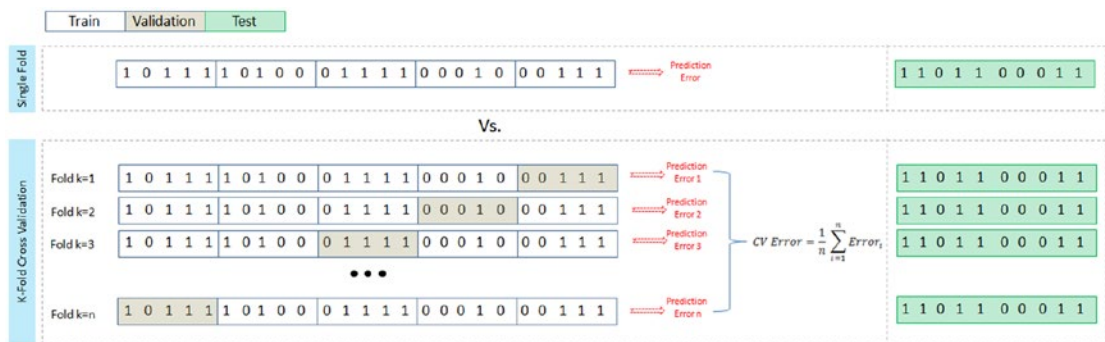 Train Validation Test
Single Fold
1 0 1 1 1 1 0 1 0 0 0 1 1 1 1 0 0 0 1 0 0 0 1 1 1
Prediction
Error
1 1 0 1 1 0 0 0 1 1
Vs.
K-Fold Cross Validation
Fold k=1
1 0 1 1 1 1 0 1 0 0 0 1 1 1 1 0 0 0 1 0 0 0 1 1 1
Prediction
Error 1
1 1 0 1 1 0 0 0 1 1
Fold k=2
1 0 1 1 1 1 0 1 0 0 0 1 1 1 1 0 0 0 1 0 0 0 1 1 1
Prediction
Error 2
1 1 0 1 1 0 0 0 1 1
Fold k=3
1 0 1 1 1 1 0 1 0 0 0 1 1 1 1 0 0 0 1 0 0 0 1 1 1
Prediction
Error 3
1 1 0 1 1 0 0 0 1 1
CV Error = 1/n ∑ i=1 n Error i
•••
Fold k=n
1 0 1 1 1 1 0 1 0 0 0 1 1 1 1 0 0 0 1 0 0 0 1 1 1
Prediction
Error n
1 1 0 1 1 0 0 0 1 1